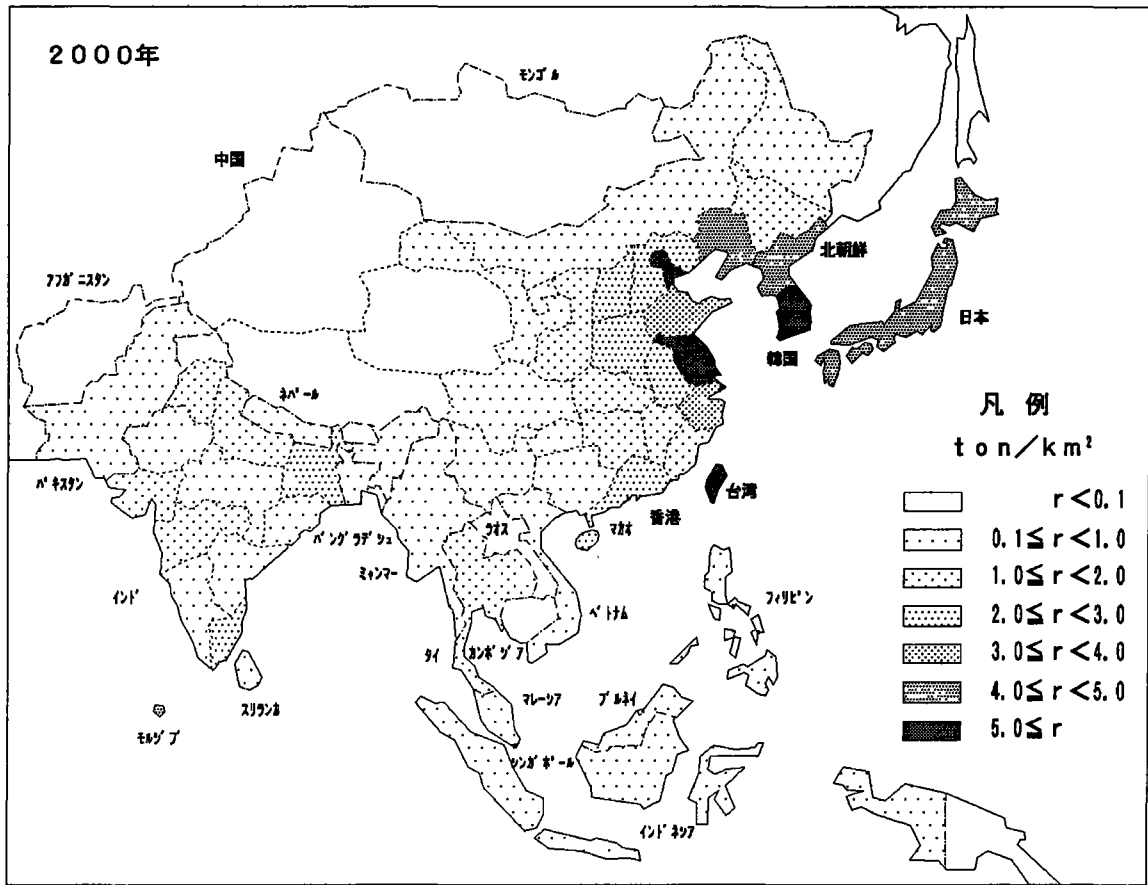 2000年
モンゴル
中国
アフガニスタン
北朝鮮
日本
韓国
ネパール
パキスタン
台湾
香港
マカオ
ラオス
バングラデシュ
ミャンマー
インド
ベトナム
フィリピン
タイ
カンボジア
スリランカ
モルジブ
マレーシア
ブルネイ
シンガポール
インドネシア
凡例
ton/km²
r<0.1
0.1≦r<1.0
1.0≦r<2.0
2.0≦r<3.0
3.0≦r<4.0
4.0≦r<5.0
5.0≦r